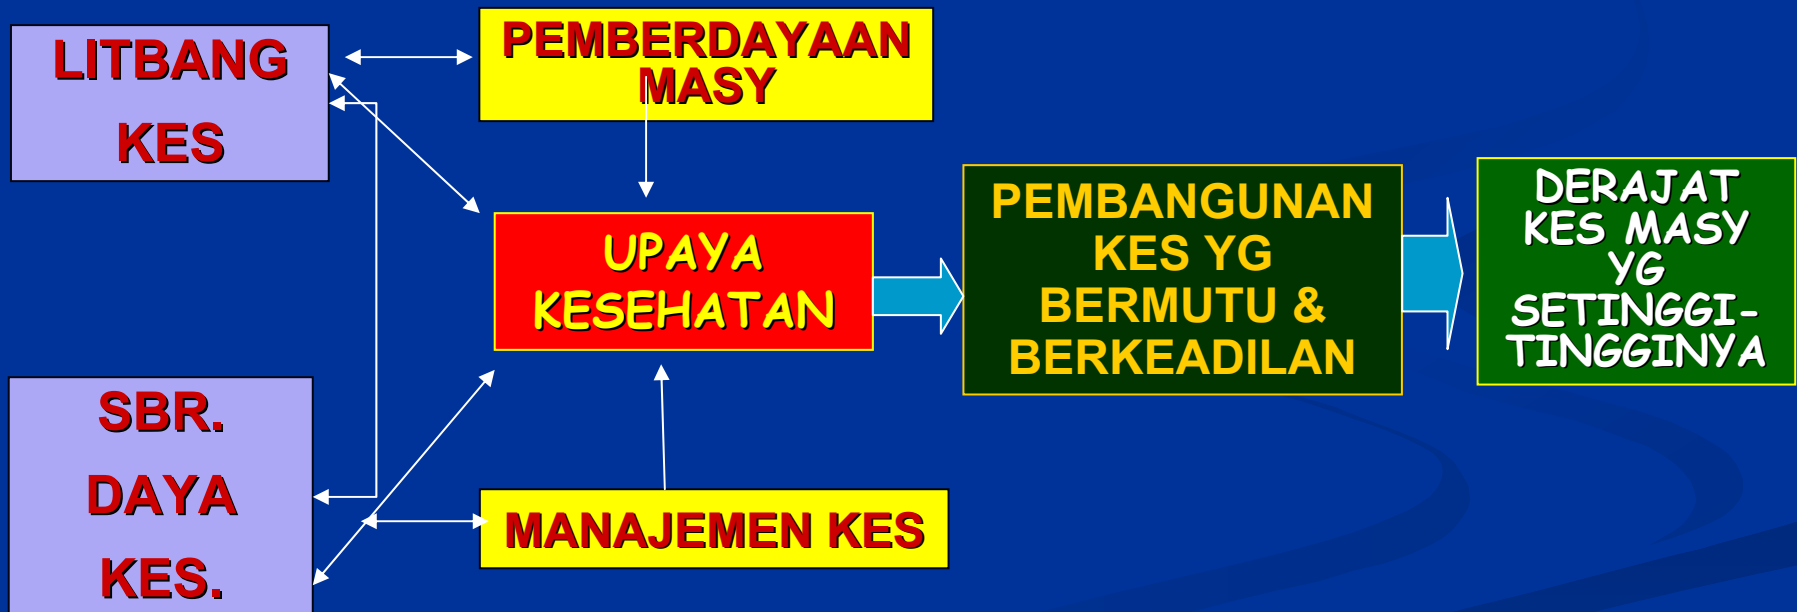 LITBANG
KES
PEMBERDAYAAN
MASY
UPAYA
KESEHATAN
PEMBANGUNAN
KES YG
BERMUTU &
BERKEADILAN
DERAJAT
KES MASY
YG
SETINGGI-
TINGGINYA
SBR.
DAYA
KES.
MANAJEMEN KES